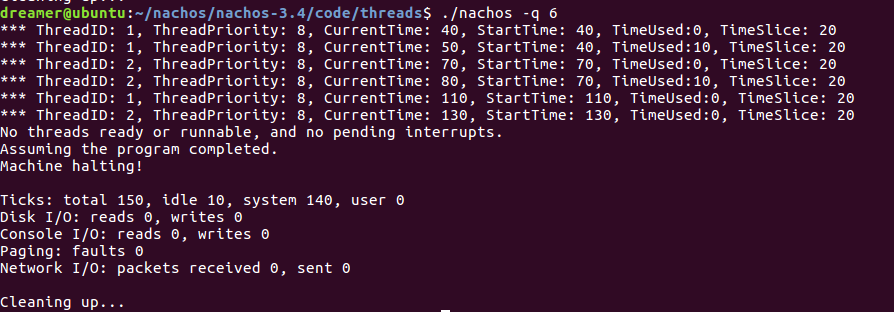 Cleaning up...
dreamer@ubuntu:~/nachos/nachos-3.4/code/threads$ ./nachos -q 6
*** ThreadID: 1, ThreadPriority: 8, CurrentTime: 40, StartTime: 40, TimeUsed:0, TimeSlice: 20
*** ThreadID: 1, ThreadPriority: 8, CurrentTime: 50, StartTime: 40, TimeUsed:10, TimeSlice: 20
*** ThreadID: 2, ThreadPriority: 8, CurrentTime: 70, StartTime: 70, TimeUsed:0, TimeSlice: 20
*** ThreadID: 2, ThreadPriority: 8, CurrentTime: 80, StartTime: 70, TimeUsed:10, TimeSlice: 20
*** ThreadID: 1, ThreadPriority: 8, CurrentTime: 110, StartTime: 110, TimeUsed:0, TimeSlice: 20
*** ThreadID: 2, ThreadPriority: 8, CurrentTime: 130, StartTime: 130, TimeUsed:0, TimeSlice: 20
No threads ready or runnable, and no pending interrupts.
Assuming the program completed.
Machine halting!

Ticks: total 150, idle 10, system 140, user 0
Disk I/O: reads 0, writes 0
Console I/O: reads 0, writes 0
Paging: faults 0
Network I/O: packets received 0, sent 0

Cleaning up...